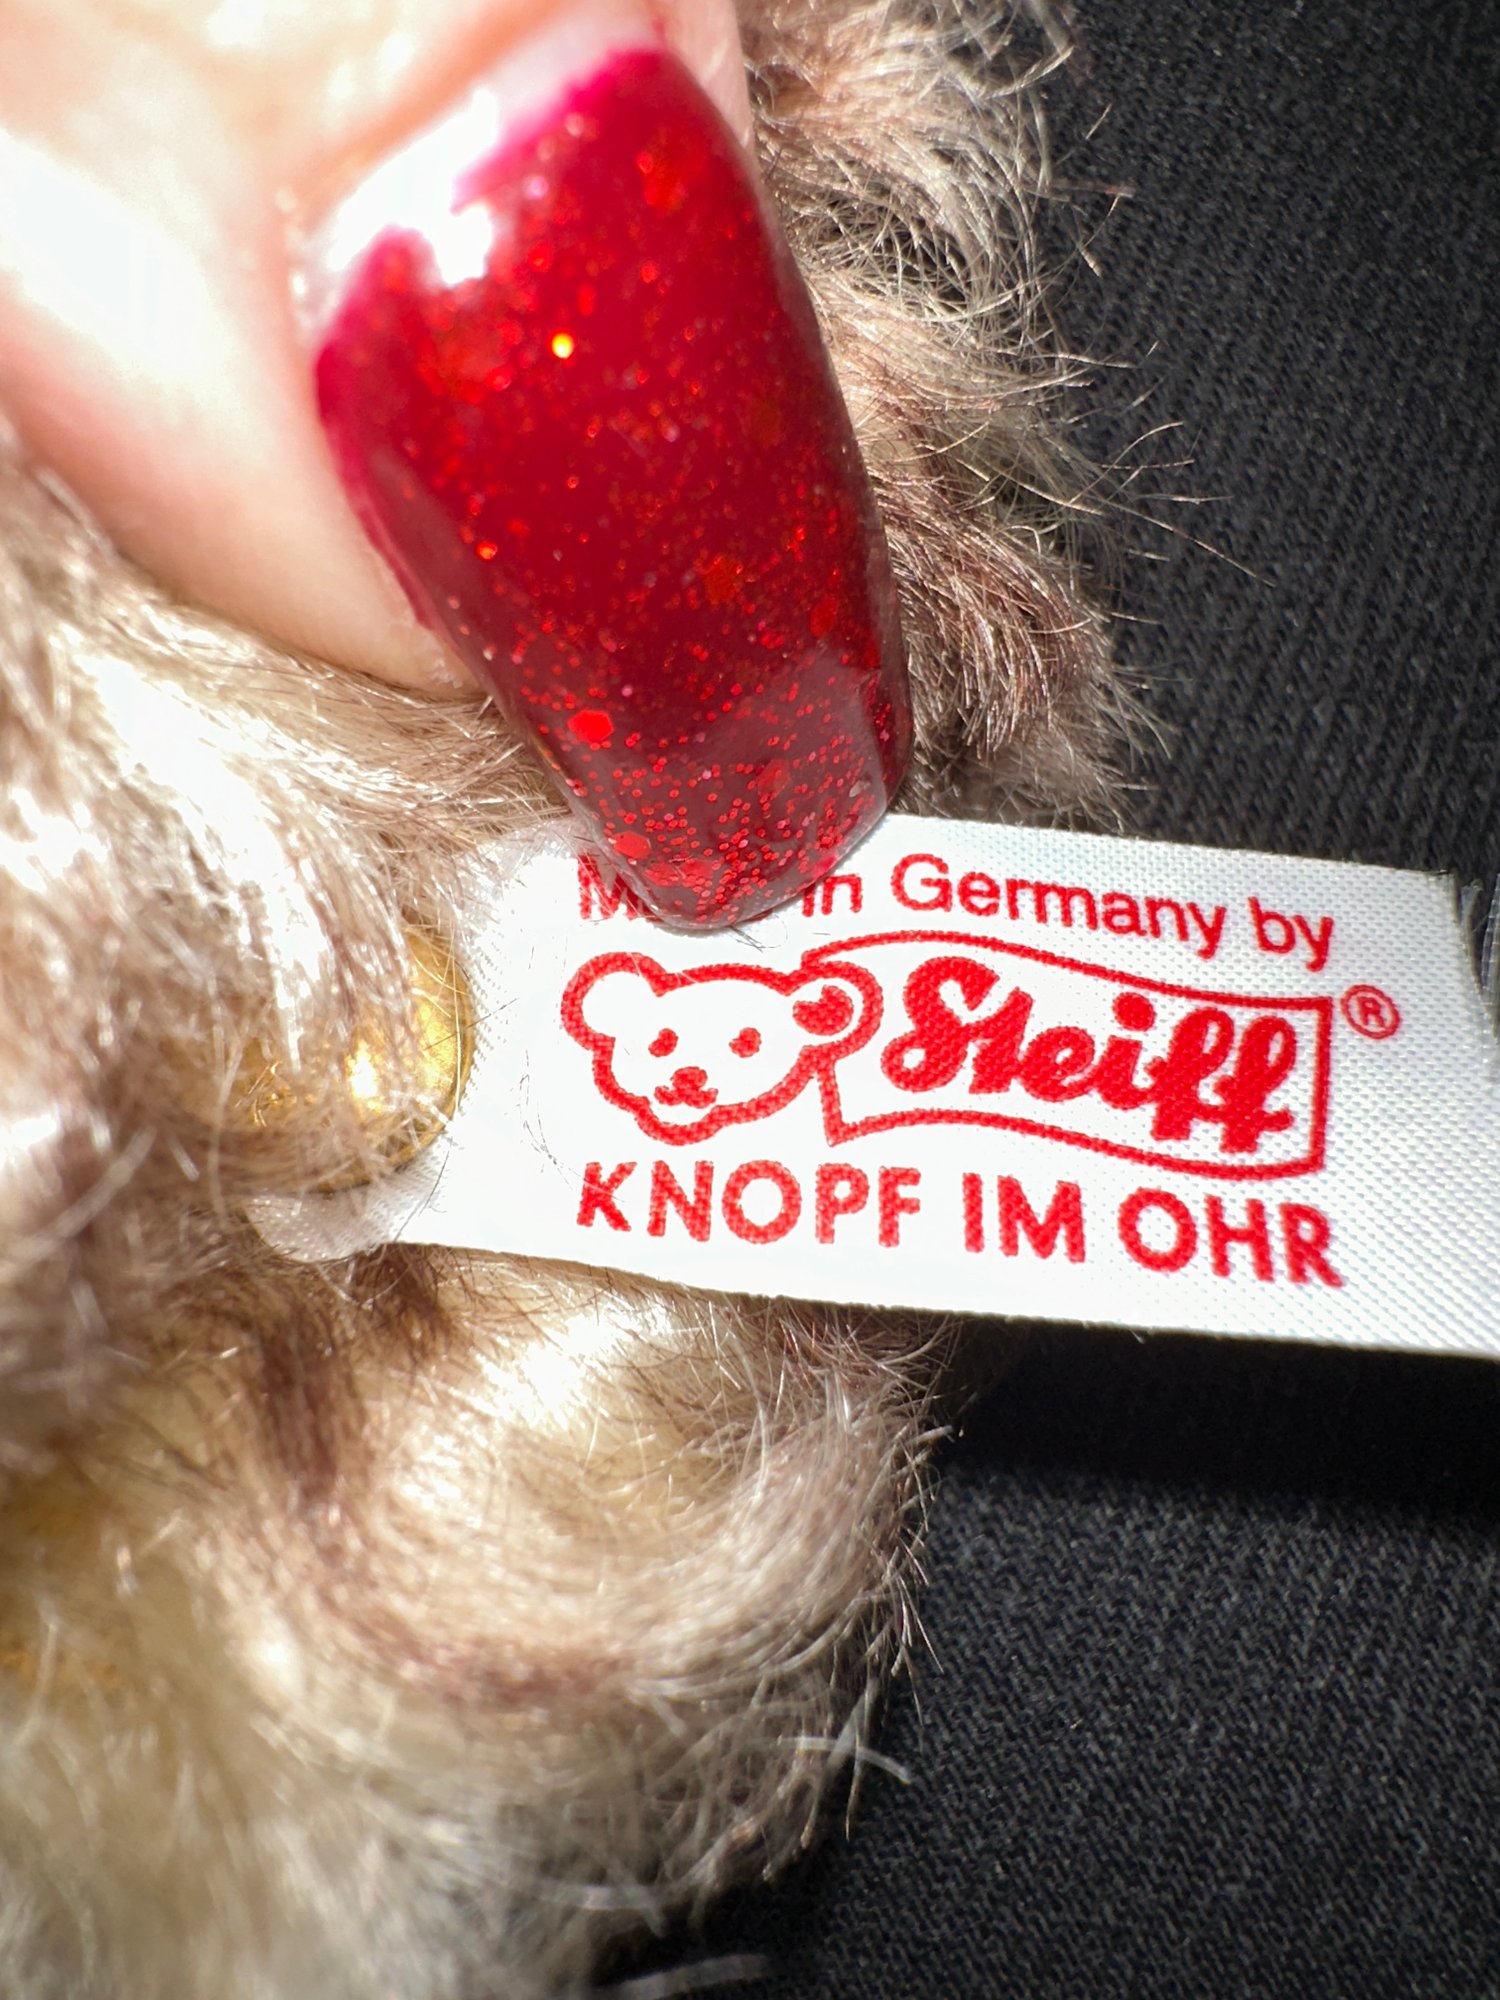 in Germany by
Steiff ®
KNOPF IM OHR